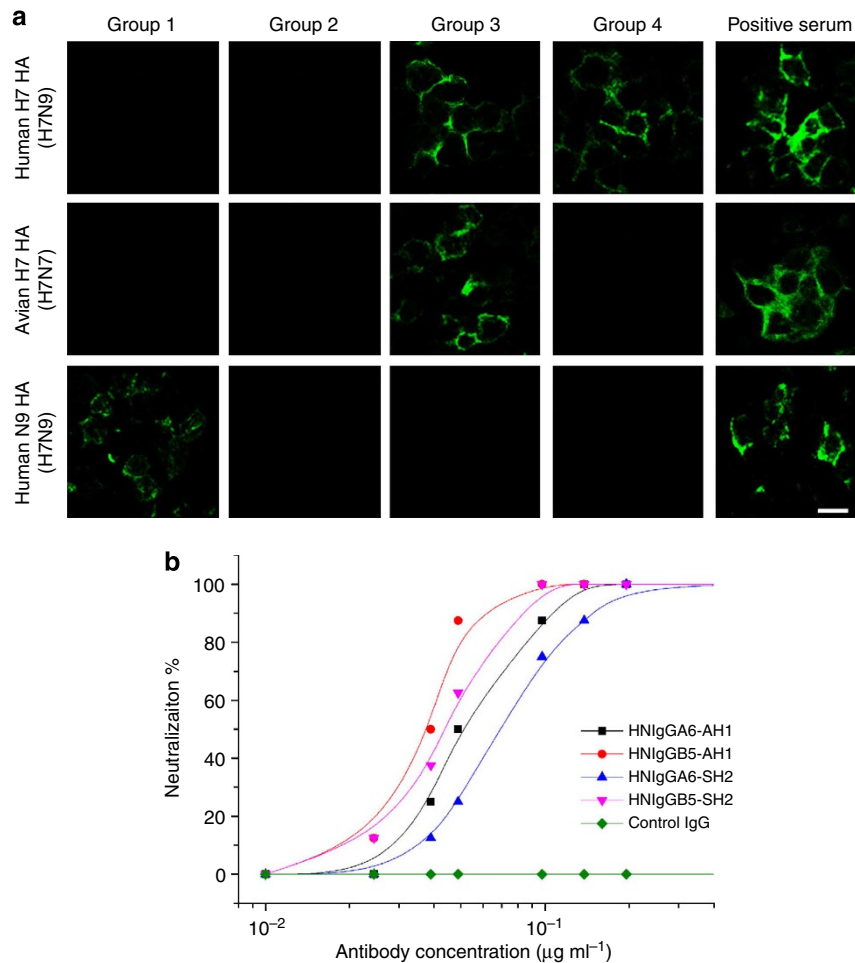 a
Group 1 Group 2 Group 3 Group 4 Positive serum
Human H7 HA
(H7N9)
Avian H7 HA
(H7N7)
Human N9 HA
(H7N9)
b
Neutralizaiton %
100
80
60
40
20
0
HNIgGA6-AH1
HNIgGB5-AH1
HNIgGA6-SH2
HNIgGB5-SH2
Control IgG
10⁻² 10⁻¹
Antibody concentration (μg ml⁻¹)